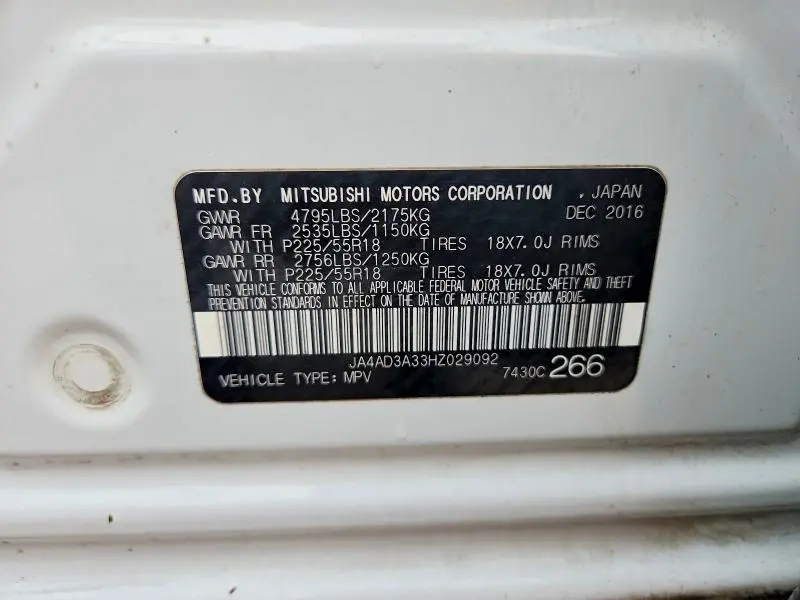 MFD.BY MITSUBISHI MOTORS CORPORATION , JAPAN
GVWR 4795LBS/2175KG DEC 2016
GAWR FR 2535LBS/1150KG
WITH P225/55R18 TIRES 18X7.0J RIMS
GAWR RR 2756LBS/1250KG
WITH P225/55R18 TIRES 18X7.0J RIMS
THIS VEHICLE CONFORMS TO ALL APPLICABLE FEDERAL MOTOR VEHICLE SAFETY AND THEFT
PREVENTION STANDARDS IN EFFECT ON THE DATE OF MANUFACTURE SHOWN ABOVE.
JA4AD3A33HZ029092
VEHICLE TYPE: MPV 7430C 266